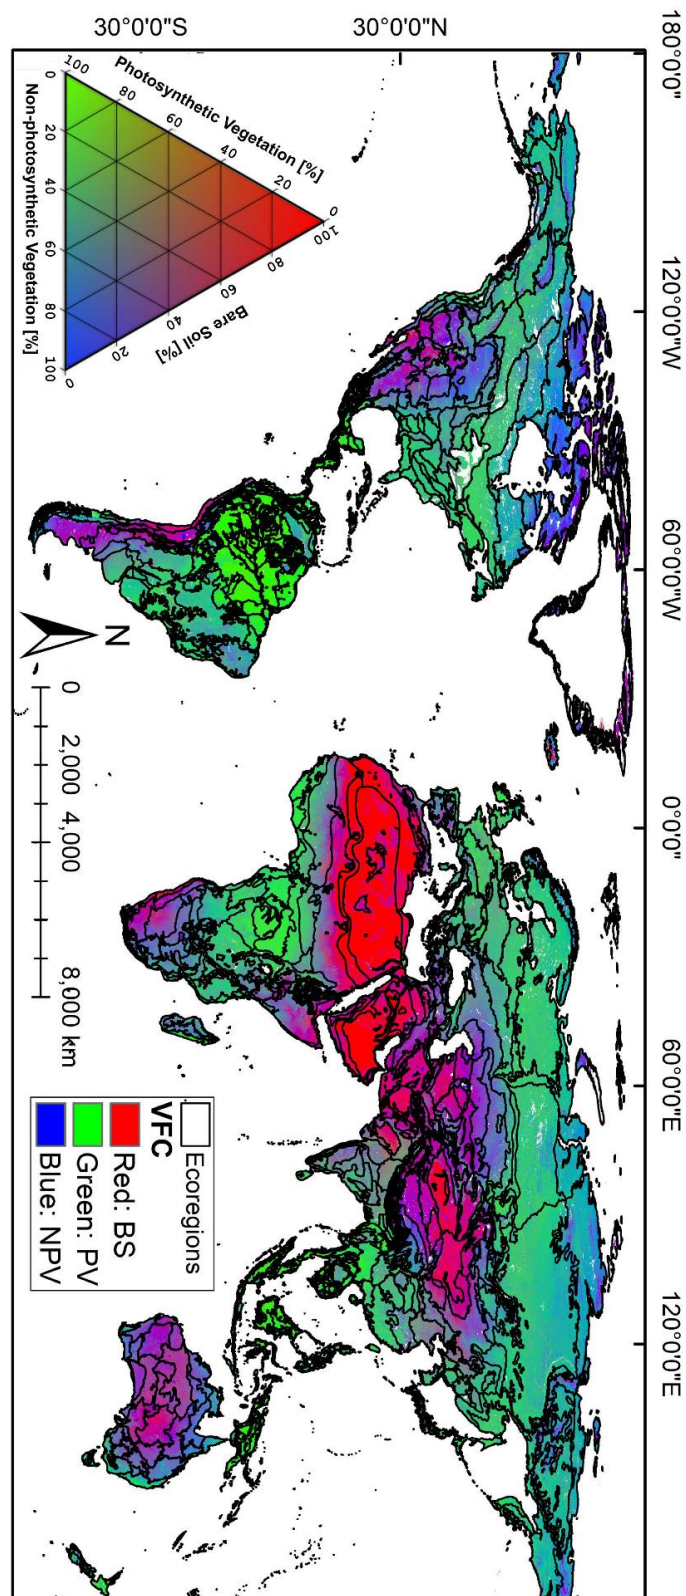 180°0'0"
120°0'0"W
60°0'0"W
0°0'0"
60°0'0"E
120°0'0"E
30°0'0"N
30°0'0"S
Photosynthetic Vegetation [%]
100
80
60
40
20
0
Bare Soil [%]
100
80
60
40
20
0
0
20
40
60
80
100
Non-photosynthetic Vegetation [%]
N
0
2,000
4,000
8,000 km
Ecoregions
VFC
Red: BS
Green: PV
Blue: NPV